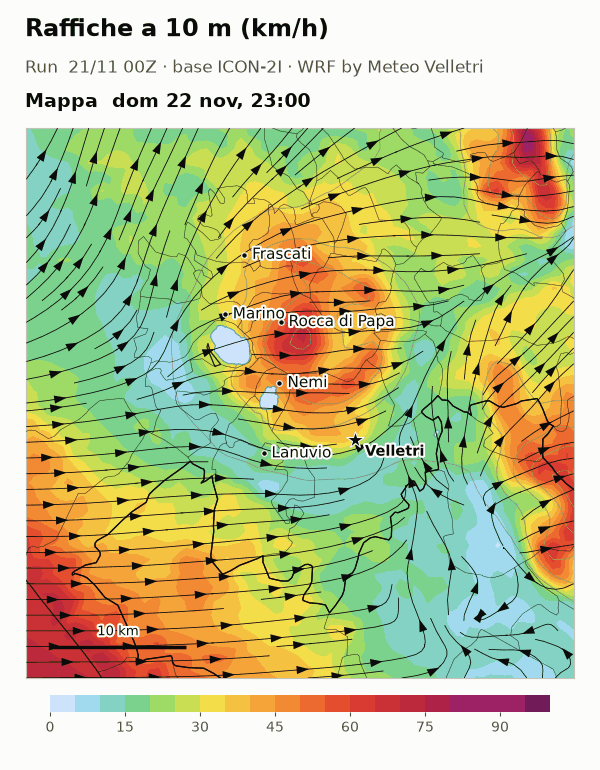 Raffiche a 10 m (km/h)
Run 21/11 00Z · base ICON-2I · WRF by Meteo Velletri
Mappa dom 22 nov, 23:00
Frascati
Marino
Rocca di Papa
Nemi
Velletri
Lanuvio
10 km
0 15 30 45 60 75 90